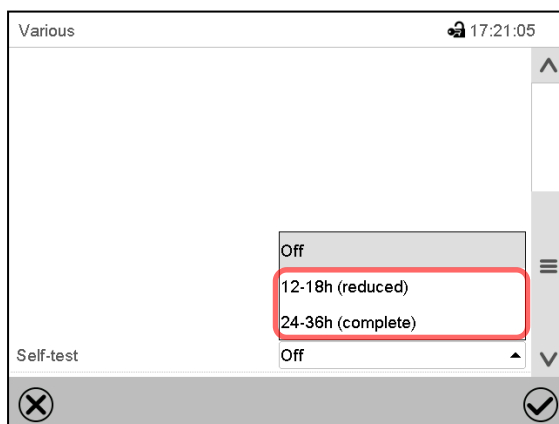 Various 17:21:05
Off
12-18h (reduced)
24-36h (complete)
Self-test Off